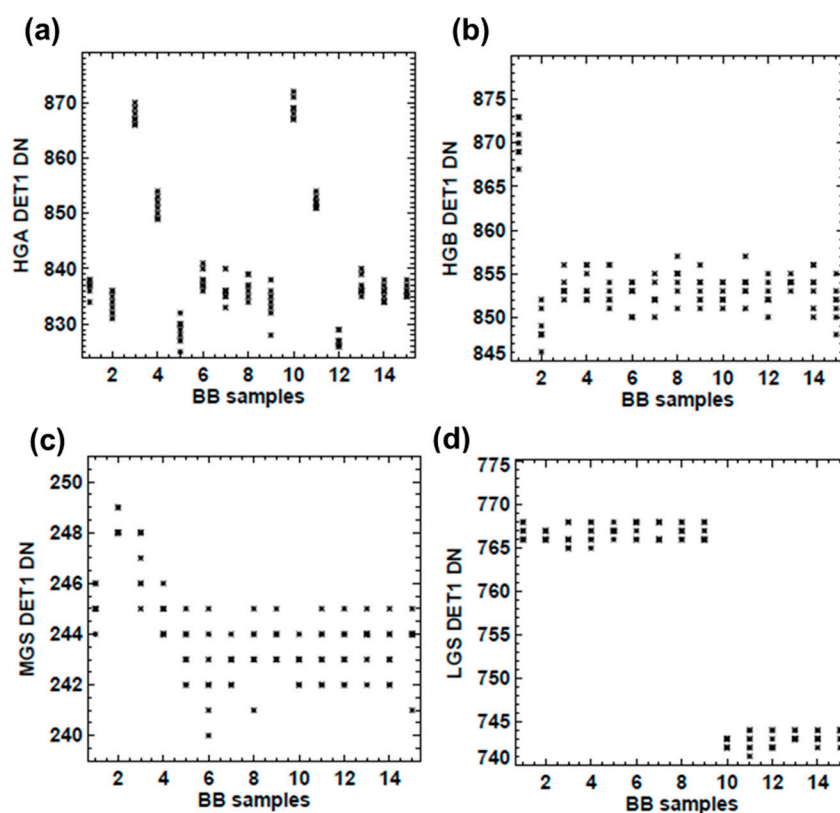 (a)
HGA DET1 DN
870
860
850
840
830
2 4 6 8 10 12 14
BB samples
(b)
HGB DET1 DN
875
870
865
860
855
850
845
2 4 6 8 10 12 14
BB samples
(c)
MGS DET1 DN
250
248
246
244
242
240
2 4 6 8 10 12 14
BB samples
(d)
LGS DET1 DN
775
770
765
760
755
750
745
740
2 4 6 8 10 12 14
BB samples